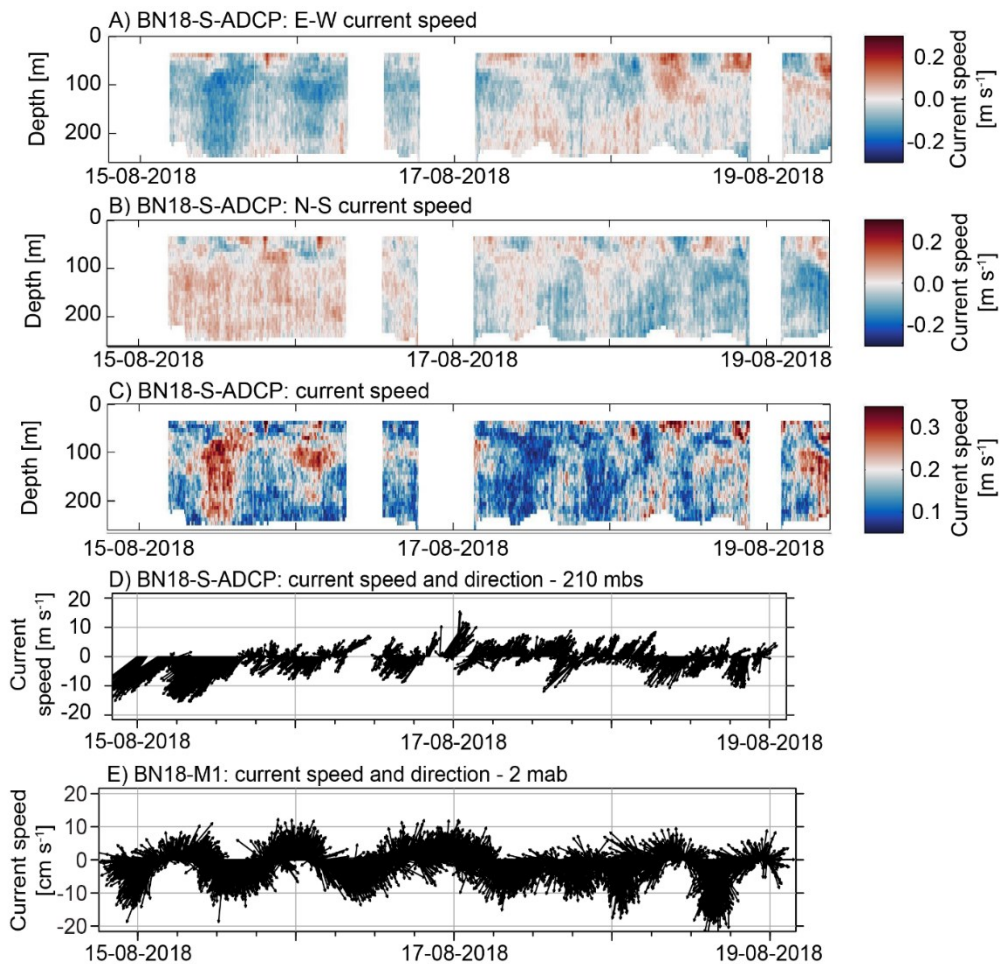 A) BN18-S-ADCP: E-W current speed
0
100
200
Depth [m]
15-08-2018
17-08-2018
19-08-2018
0.2
0.0
-0.2
Current speed
[m s⁻¹]
B) BN18-S-ADCP: N-S current speed
0
100
200
Depth [m]
15-08-2018
17-08-2018
19-08-2018
0.2
0.0
-0.2
Current speed
[m s⁻¹]
C) BN18-S-ADCP: current speed
0
100
200
Depth [m]
15-08-2018
17-08-2018
19-08-2018
0.3
0.2
0.1
Current speed
[m s⁻¹]
D) BN18-S-ADCP: current speed and direction - 210 mbs
20
10
0
-10
-20
Current
speed [m s⁻¹]
15-08-2018
17-08-2018
19-08-2018
E) BN18-M1: current speed and direction - 2 mab
20
10
0
-10
-20
Current speed
[cm s⁻¹]
15-08-2018
17-08-2018
19-08-2018